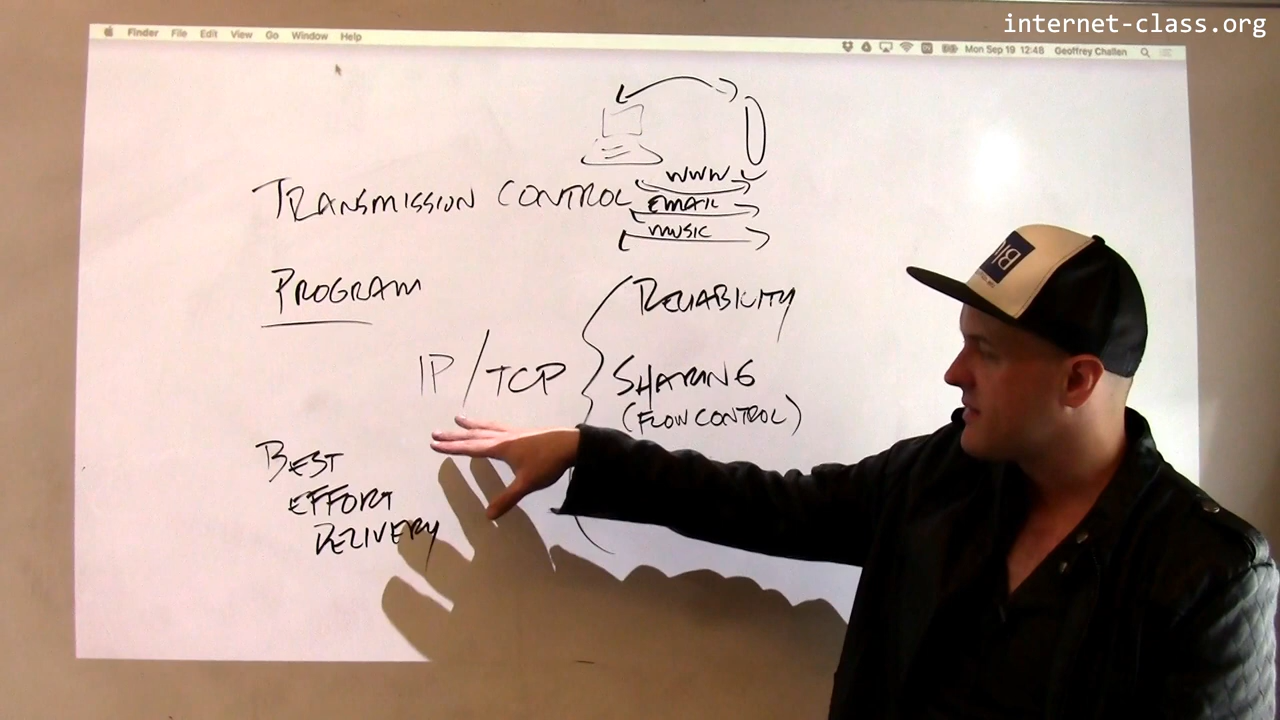 internet-class.org
Finder File Edit View Go Window Help
Mon Sep 19 12:48 Geoffrey Challen
WWW
TRANSMISSION CONTROL
EMAIL
MUSIC
PROGRAM
RELIABILITY
IP/TCP
SHARING
(FLOW CONTROL)
BEST
EFFORT
DELIVERY